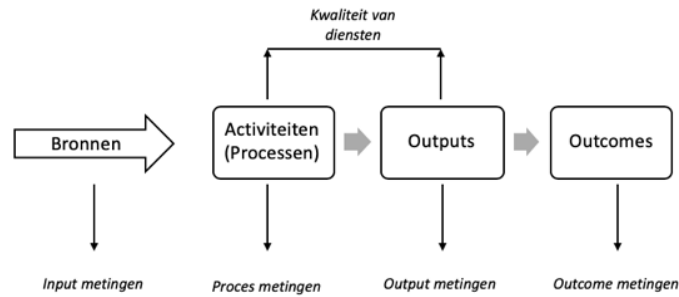 Kwaliteit van
diensten
Bronnen
Activiteiten
(Processen)
Outputs
Outcomes
Input metingen
Proces metingen
Output metingen
Outcome metingen